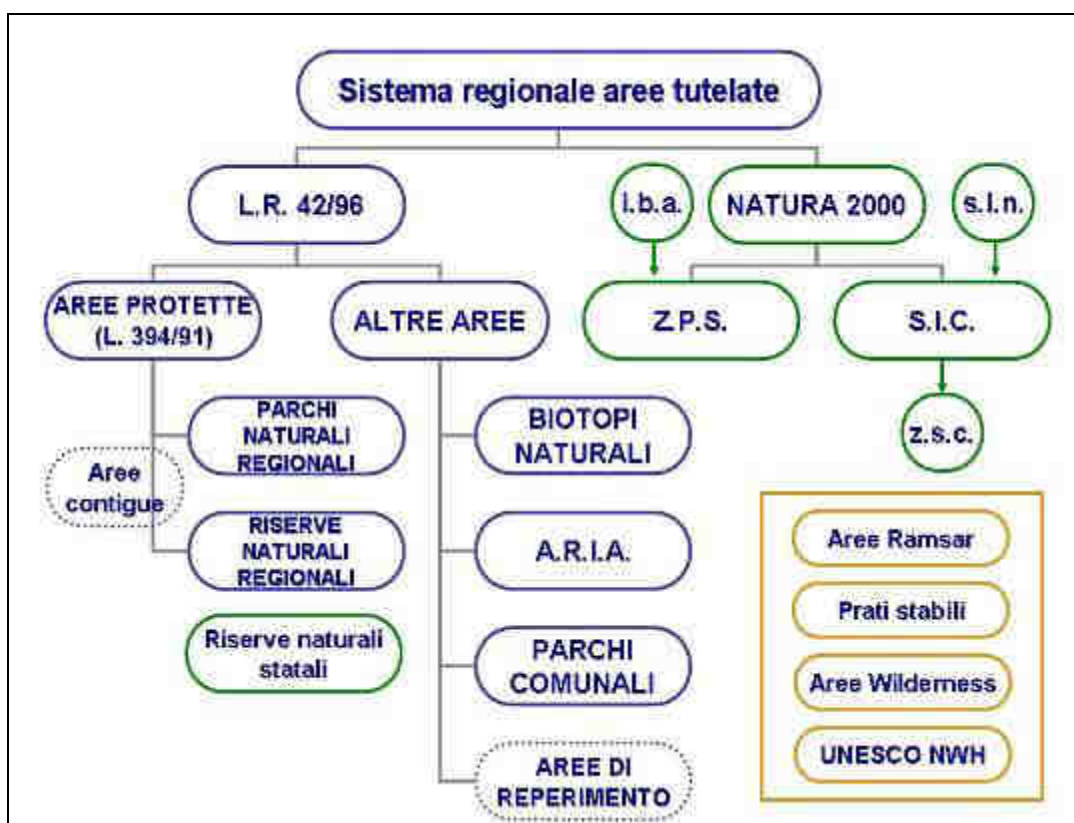 Sistema regionale aree tutelate
L.R. 42/96
i.b.a.
NATURA 2000
s.i.n.
AREE PROTETTE
(L. 394/91)
ALTRE AREE
Z.P.S.
S.I.C.
PARCHI
NATURALI
REGIONALI
BIOTOPI
NATURALI
z.s.c.
Aree
contigue
RISERVE
NATURALI
REGIONALI
A.R.I.A.
Aree Ramsar
Prati stabili
Riserve naturali
statali
PARCHI
COMUNALI
Aree Wilderness
UNESCO NWH
AREE DI
REPERIMENTO